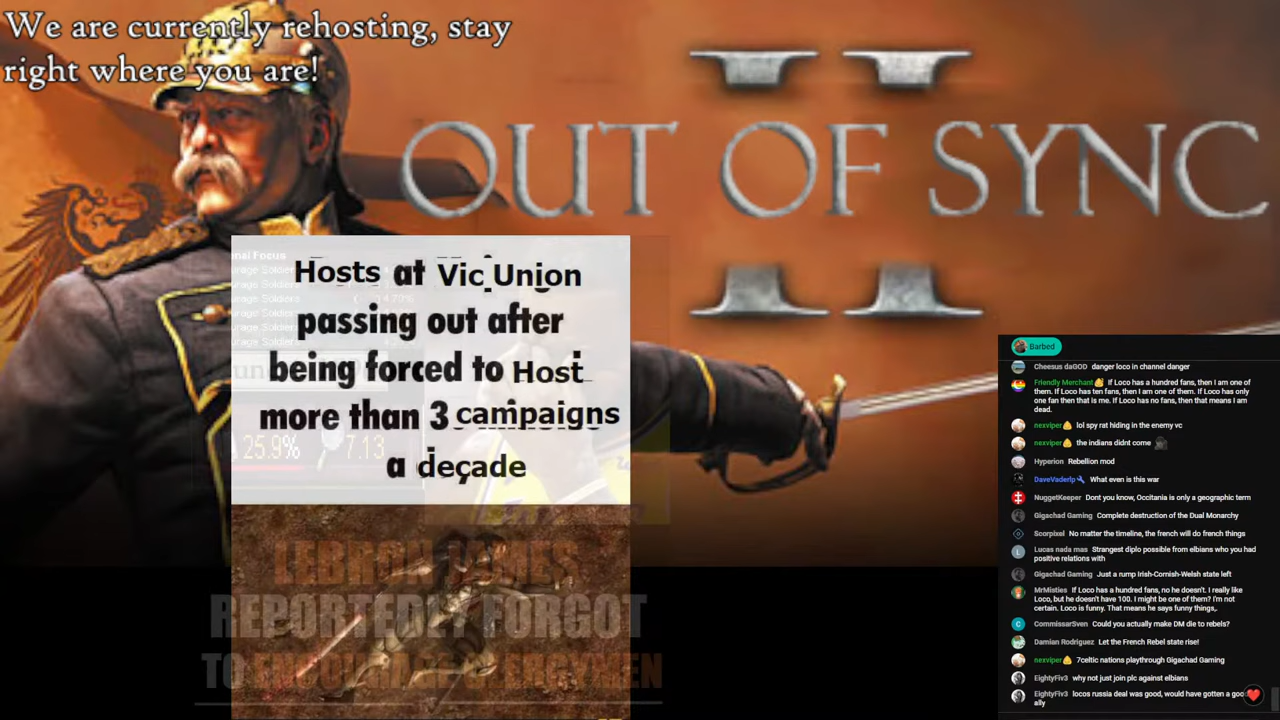 We are currently rehosting, stay
right where you are!
II
OUT OF SYNC
Hosts at Vic Union
passing out after
being forced to Host
more than 3 campaigns
a decade
nal Focus
25.9%
7.13
LEBRON JAMES
REPORTEDLY FORGOT
TO ENCOURAGE CLERGYMEN
Barbed
Cheesus daGOD danger loco in channel danger
Friendly Merchant If Loco has a hundred fans, then I am one of
them. If Loco has ten fans, then I am one of them. If Loco has only
one fan then that is me. If Loco has no fans, then that means I am
dead.
nexviper lol spy rat hiding in the enemy vc
nexviper the indians didnt come
Hyperion Rebellion mod
DaveVaderlp What even is this war
NuggetKeeper Dont you know, Occitania is only a geographic term
Gigachad Gaming Complete destruction of the Dual Monarchy
Scorpixel No matter the timeline, the french will do french things
Lucas nada mas Strangest diplo possible from elbians who you had
positive relations with
Gigachad Gaming Just a rump Irish-Cornish-Welsh state left
MrMisties If Loco has a hundred fans, no he doesn't. I really like
Loco, but he doesn't have 100. I might be one of them? I'm not
certain. Loco is funny. That means he says funny things,.
CommissarSven Could you actually make DM die to rebels?
Damian Rodriguez Let the French Rebel state rise!
nexviper 7celtic nations playthrough Gigachad Gaming
EightyFiv3 why not just join plc against elbians
EightyFiv3 locos russia deal was good, would have gotten a good
ally